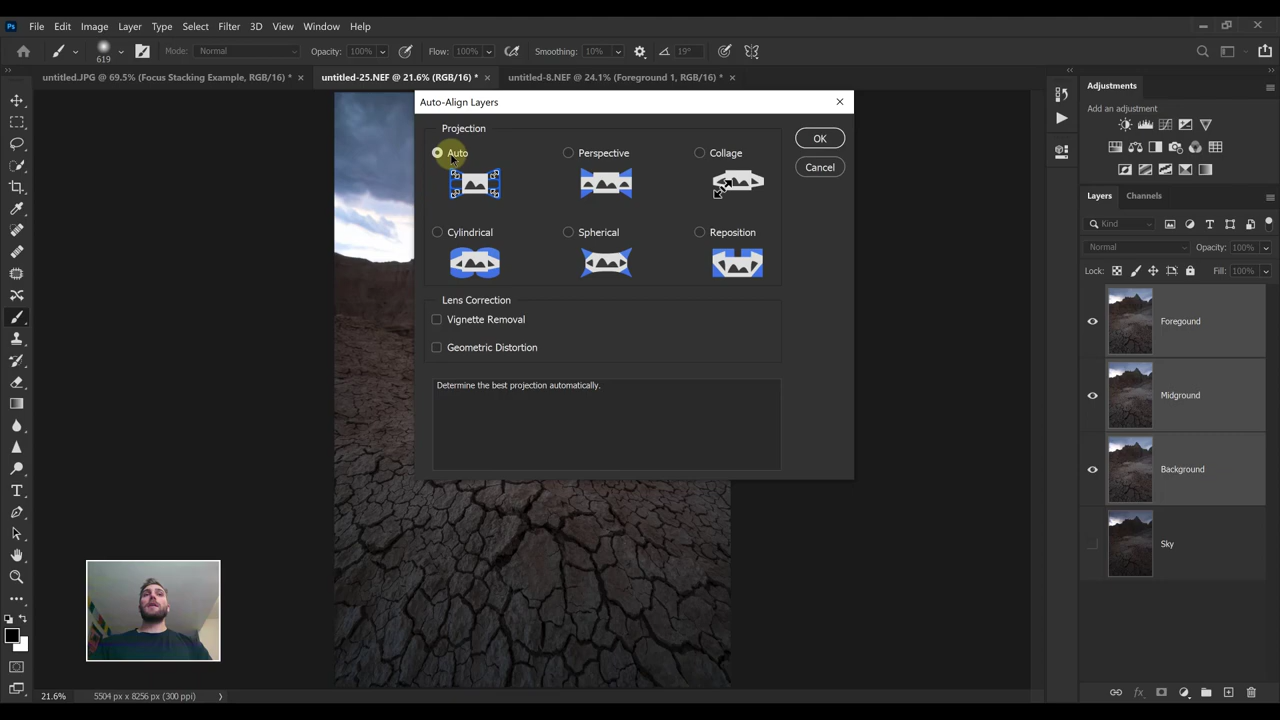 Ps File Edit Image Layer Type Select Filter 3D View Window Help
619 Mode: Normal Opacity: 100% Flow: 100% Smoothing: 10% 19°
untitled.JPG @ 69.5% (Focus Stacking Example, RGB/16) * × untitled-25.NEF @ 21.6% (RGB/16) * × untitled-8.NEF @ 24.1% (Foreground 1, RGB/16) * ×
Auto-Align Layers
Projection
Auto Perspective Collage
Cylindrical Spherical Reposition
OK
Cancel
Lens Correction
Vignette Removal
Geometric Distortion
Determine the best projection automatically.
Adjustments
Add an adjustment
Layers Channels
Kind
Normal Opacity: 100%
Lock: Fill: 100%
Foregound
Midground
Background
Sky
21.6% 5504 px x 8256 px (300 ppi)